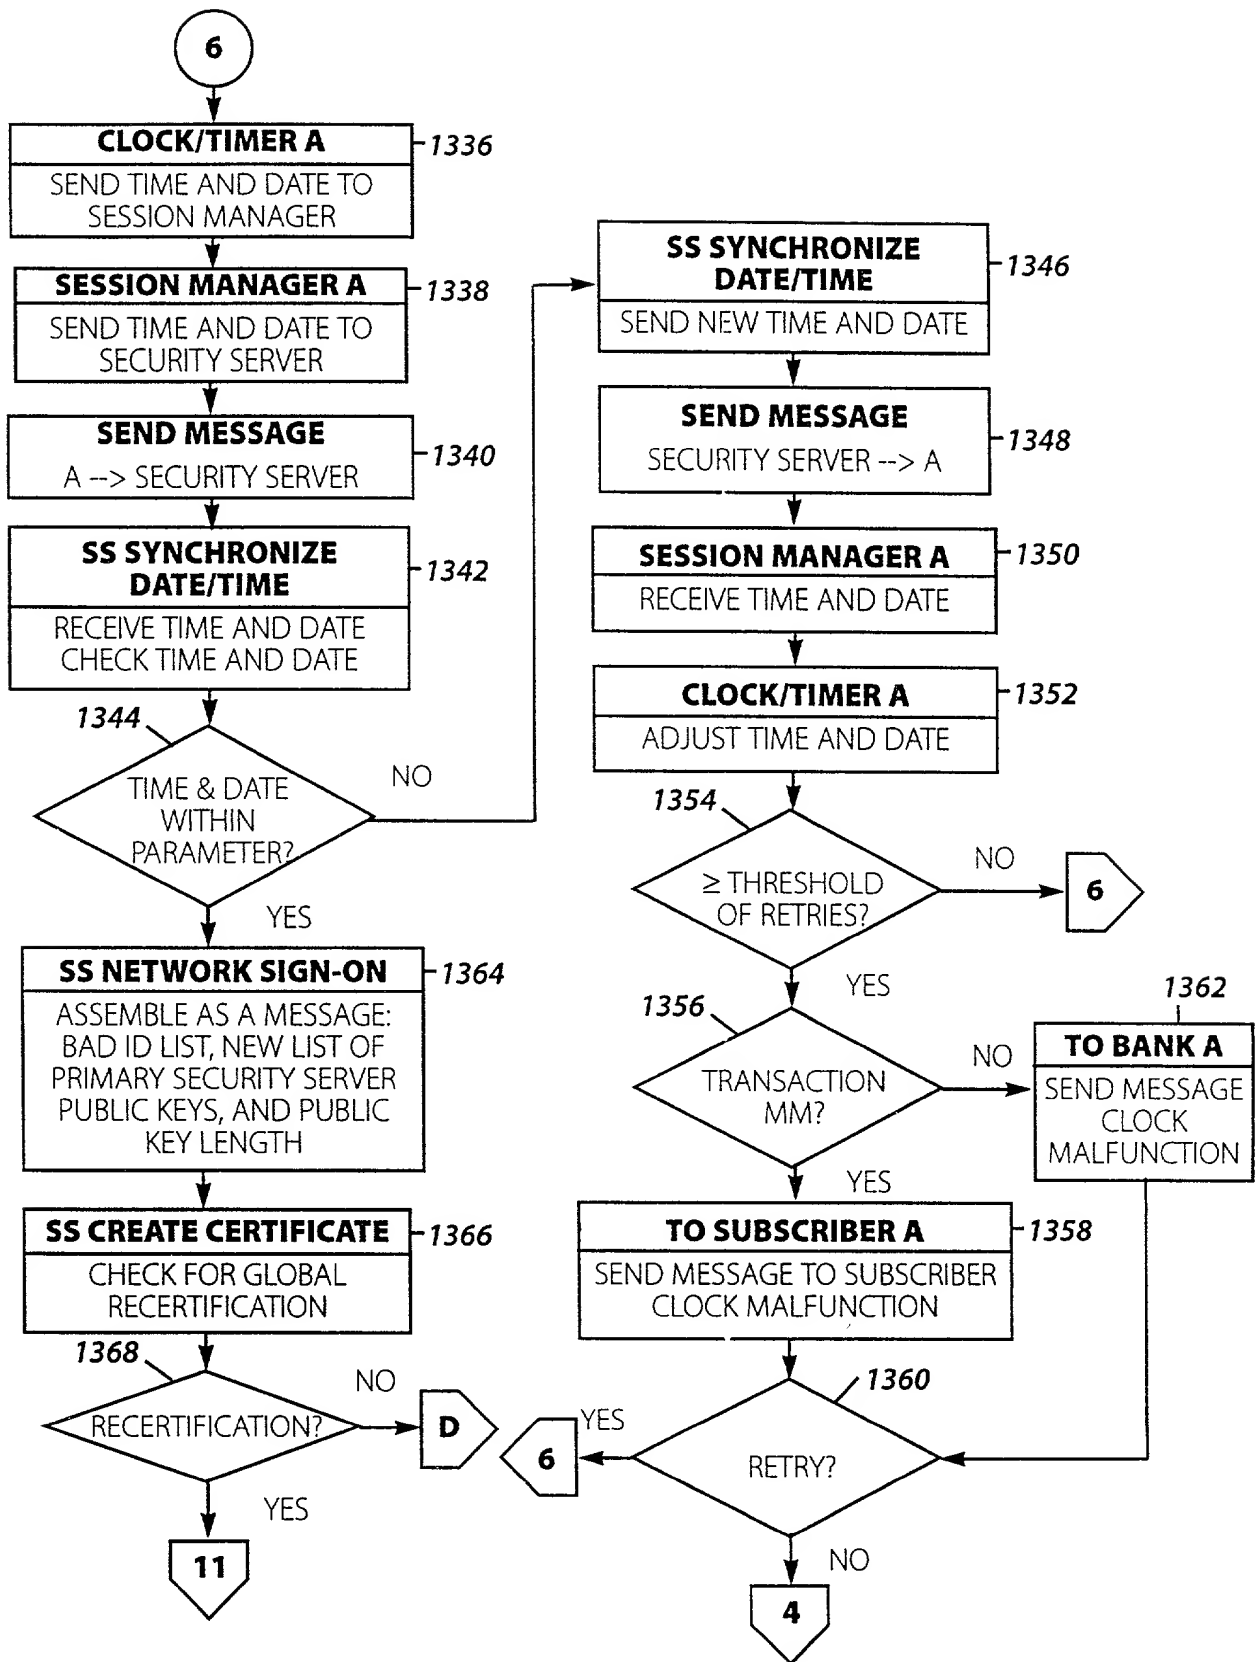 6
CLOCK/TIMER A
1336
SEND TIME AND DATE TO
SESSION MANAGER
SESSION MANAGER A
1338
SEND TIME AND DATE TO
SECURITY SERVER
SEND MESSAGE
1340
A --> SECURITY SERVER
SS SYNCHRONIZE
DATE/TIME
1342
RECEIVE TIME AND DATE
CHECK TIME AND DATE
1344
TIME & DATE
WITHIN
PARAMETER?
NO
YES
SS NETWORK SIGN-ON
1364
ASSEMBLE AS A MESSAGE:
BAD ID LIST, NEW LIST OF
PRIMARY SECURITY SERVER
PUBLIC KEYS, AND PUBLIC
KEY LENGTH
SS CREATE CERTIFICATE
1366
CHECK FOR GLOBAL
RECERTIFICATION
1368
RECERTIFICATION?
NO
D
YES
11
SS SYNCHRONIZE
DATE/TIME
1346
SEND NEW TIME AND DATE
SEND MESSAGE
1348
SECURITY SERVER --> A
SESSION MANAGER A
1350
RECEIVE TIME AND DATE
CLOCK/TIMER A
1352
ADJUST TIME AND DATE
1354
≥ THRESHOLD
OF RETRIES?
NO
6
YES
1356
TRANSACTION
MM?
NO
1362
TO BANK A
SEND MESSAGE
CLOCK
MALFUNCTION
YES
TO SUBSCRIBER A
1358
SEND MESSAGE TO SUBSCRIBER
CLOCK MALFUNCTION
1360
RETRY?
YES
6
NO
4